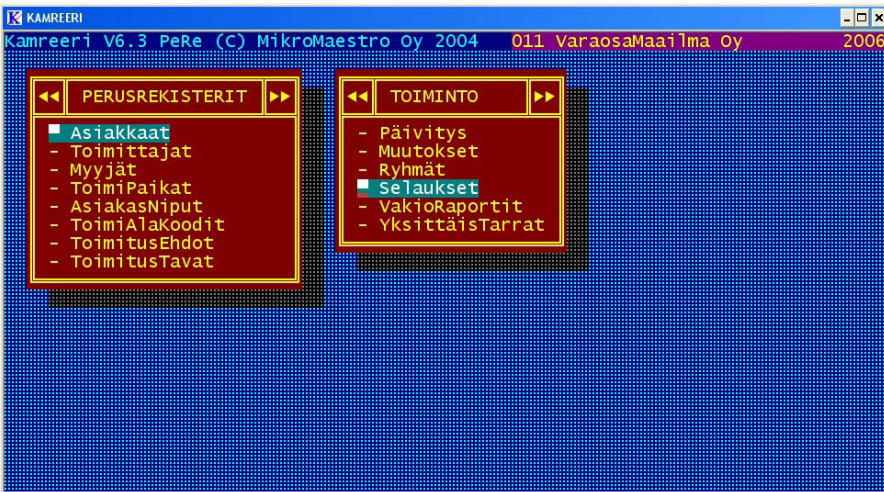 KAMREERI
Kamreeri V6.3 PeRe (C) MikroMaestro Oy 2004 011 VaraosaMaailma Oy 2006
PERUSREKISTERIT
- Asiakkaat
- Toimittajat
- Myyjät
- ToimiPaikat
- AsiakasNiput
- ToimiAlaKoodit
- ToimitusEhdot
- ToimitusTavat
TOIMINTO
- Päivitys
- Muutokset
- Ryhmät
- Selaukset
- VakioRaportit
- YksittäisTarrat